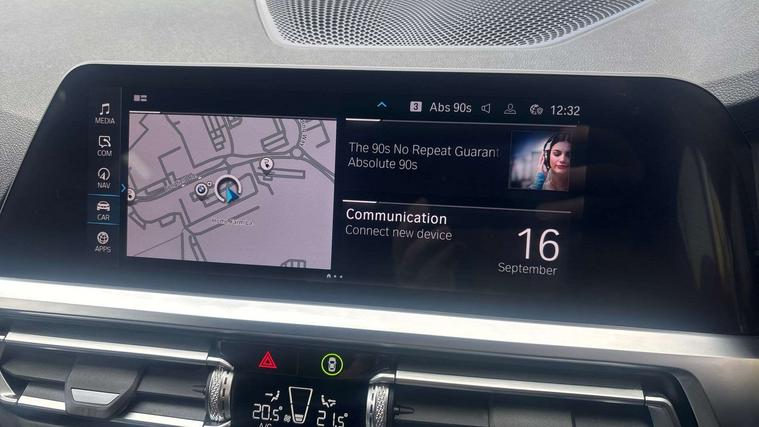 3 Abs 90s 12:32
MEDIA
COM
NAV
CAR
APPS
The 90s No Repeat Guarant
Absolute 90s
Communication
Connect new device
16
September
20.5° 21.5°
A/C